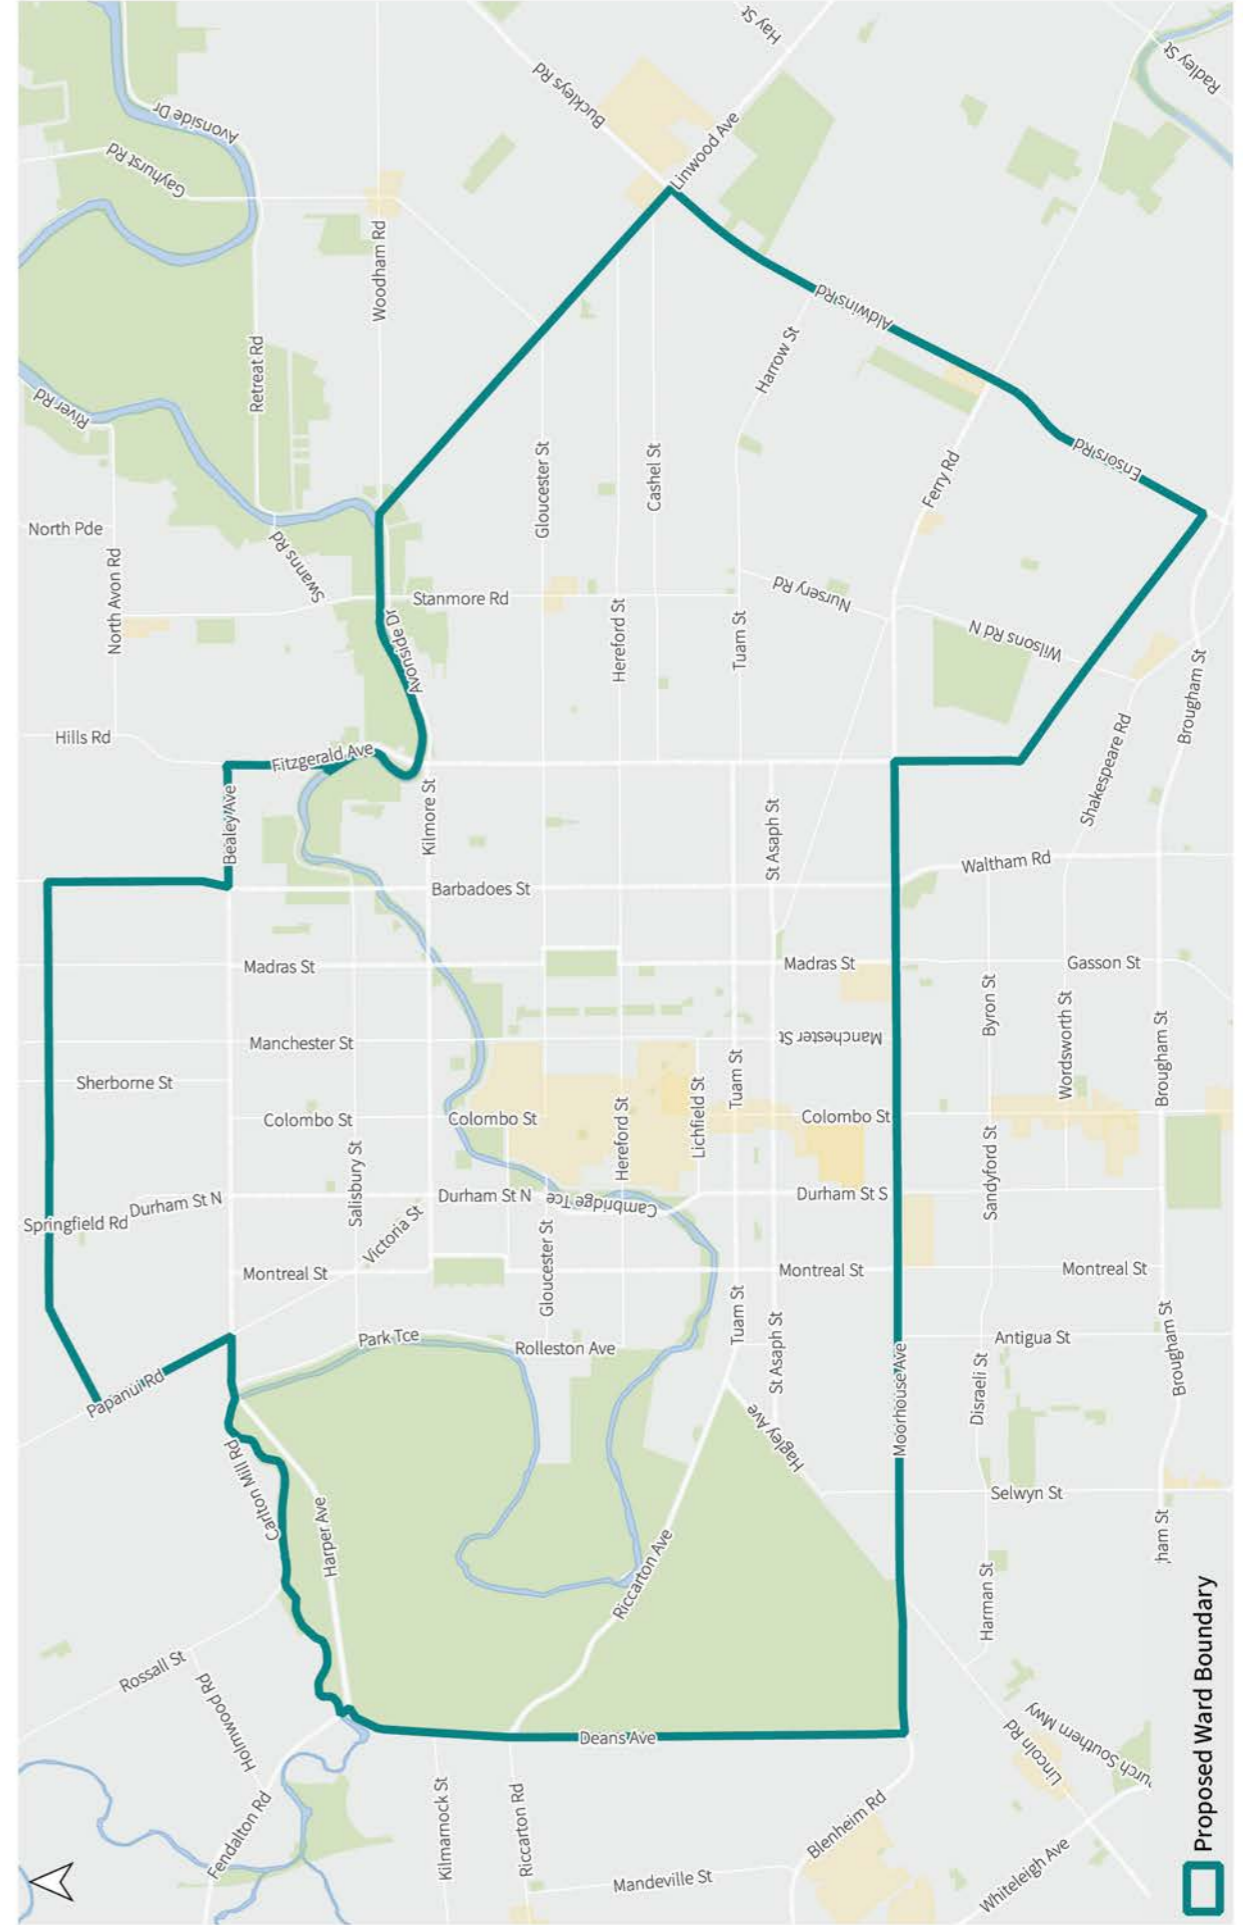 Hay St
Radley St
Buckleys Rd
Avonside Dr
Gayhurst Rd
Linwood Ave
Woodham Rd
Aldwins Rd
Retreat Rd
Harrow St
River Rd
Ensors Rd
Gloucester St
Cashel St
Ferry Rd
North Pde
Swanns Rd
North Avon Rd
Stanmore Rd
Nursery Rd
Hereford St
Tuam St
Wilsons Rd N
Avonside Dr
Brougham St
Hills Rd
Fitzgerald Ave
Shakespeare Rd
Bealey Ave
Kilmore St
St Asaph St
Waltham Rd
Barbadoes St
Madras St
Madras St
Gasson St
Byron St
Manchester St
Manchester St
Wordsworth St
Brougham St
Sherborne St
Tuam St
Colombo St
Colombo St
Lichfield St
Colombo St
Hereford St
Salisbury St
Sandyford St
Durham St N
Durham St N
Cambridge Tce
Durham St S
Springfield Rd
Victoria St
Gloucester St
Montreal St
Montreal St
Montreal St
Tuam St
Park Tce
Rolleston Ave
St Asaph St
Antigua St
Brougham St
Papanui Rd
Disraeli St
Moorhouse Ave
Hagley Ave
Carlton Mill Rd
Selwyn St
Harper Ave
ham St
Riccarton Ave
Harman St
Rossall St
Holmwood Rd
Deans Ave
Lincoln Rd
urch Southern Mwy
Fendalton Rd
Kilmarnock St
Riccarton Rd
Blenheim Rd
Mandeville St
Whiteleigh Ave
Proposed Ward Boundary